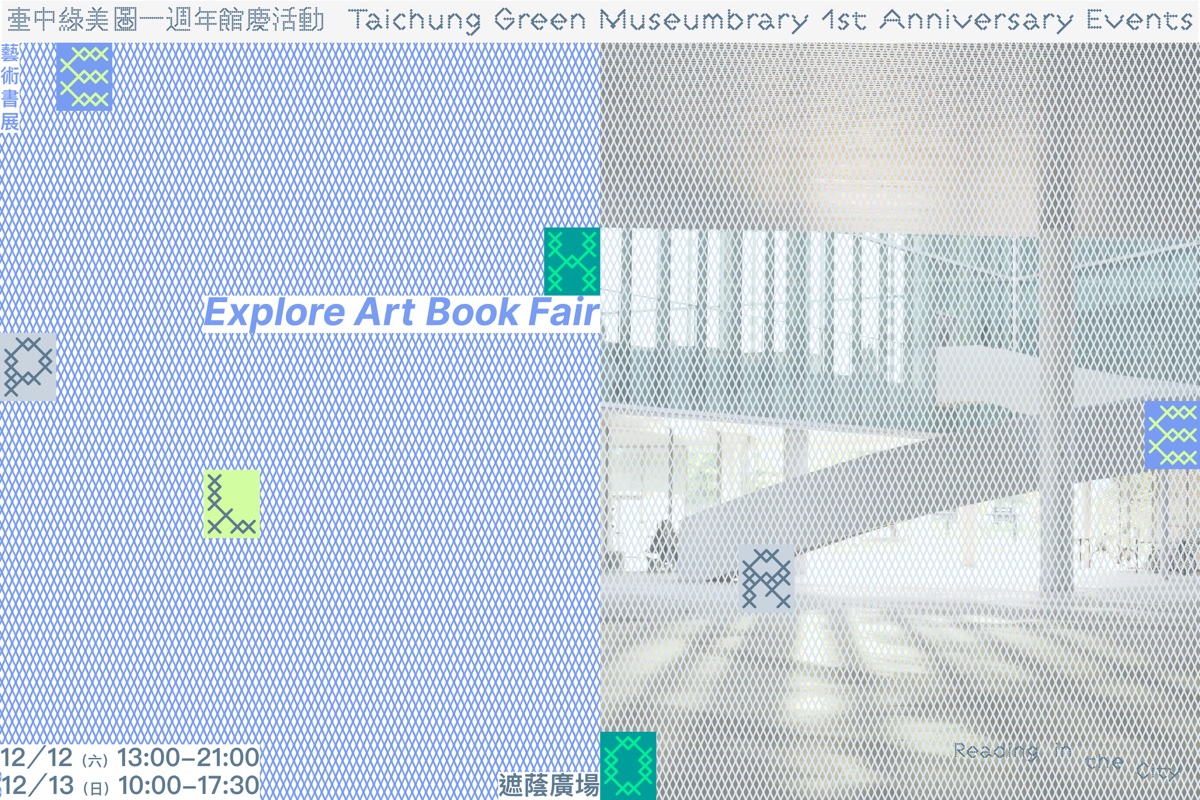 臺中綠美圖一週年館慶活動 Taichung Green Museumbrary 1st Anniversary Events
藝術書展
E
X
Explore Art Book Fair
P
E
L
R
12/12 (六) 13:00–21:00
12/13 (日) 10:00–17:30
遮蔭廣場
O
Reading in the City